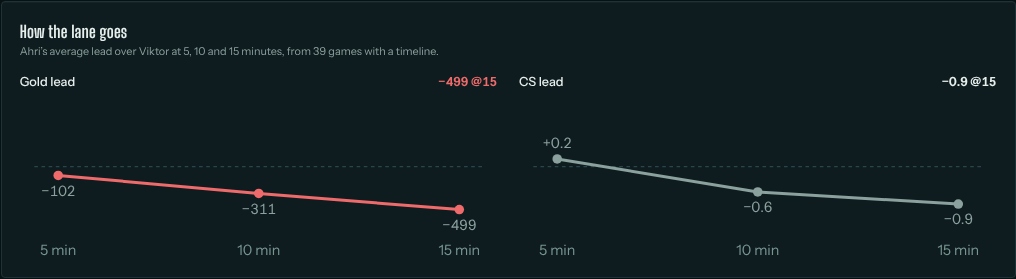 How the lane goes
Ahri's average lead over Viktor at 5, 10 and 15 minutes, from 39 games with a timeline.
Gold lead
−499 @15
−102
−311
−499
5 min
10 min
15 min
CS lead
−0.9 @15
+0.2
−0.6
−0.9
5 min
10 min
15 min